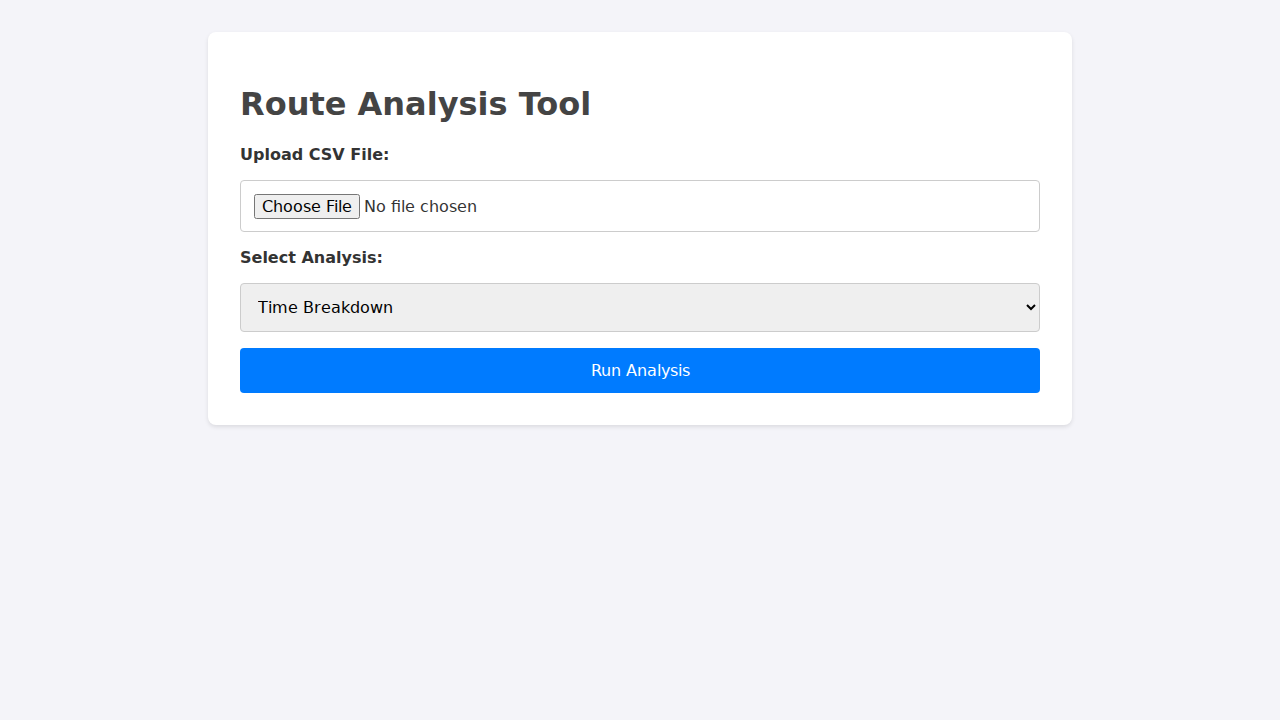 Route Analysis Tool
Upload CSV File:
Choose File No file chosen
Select Analysis:
Time Breakdown
Run Analysis